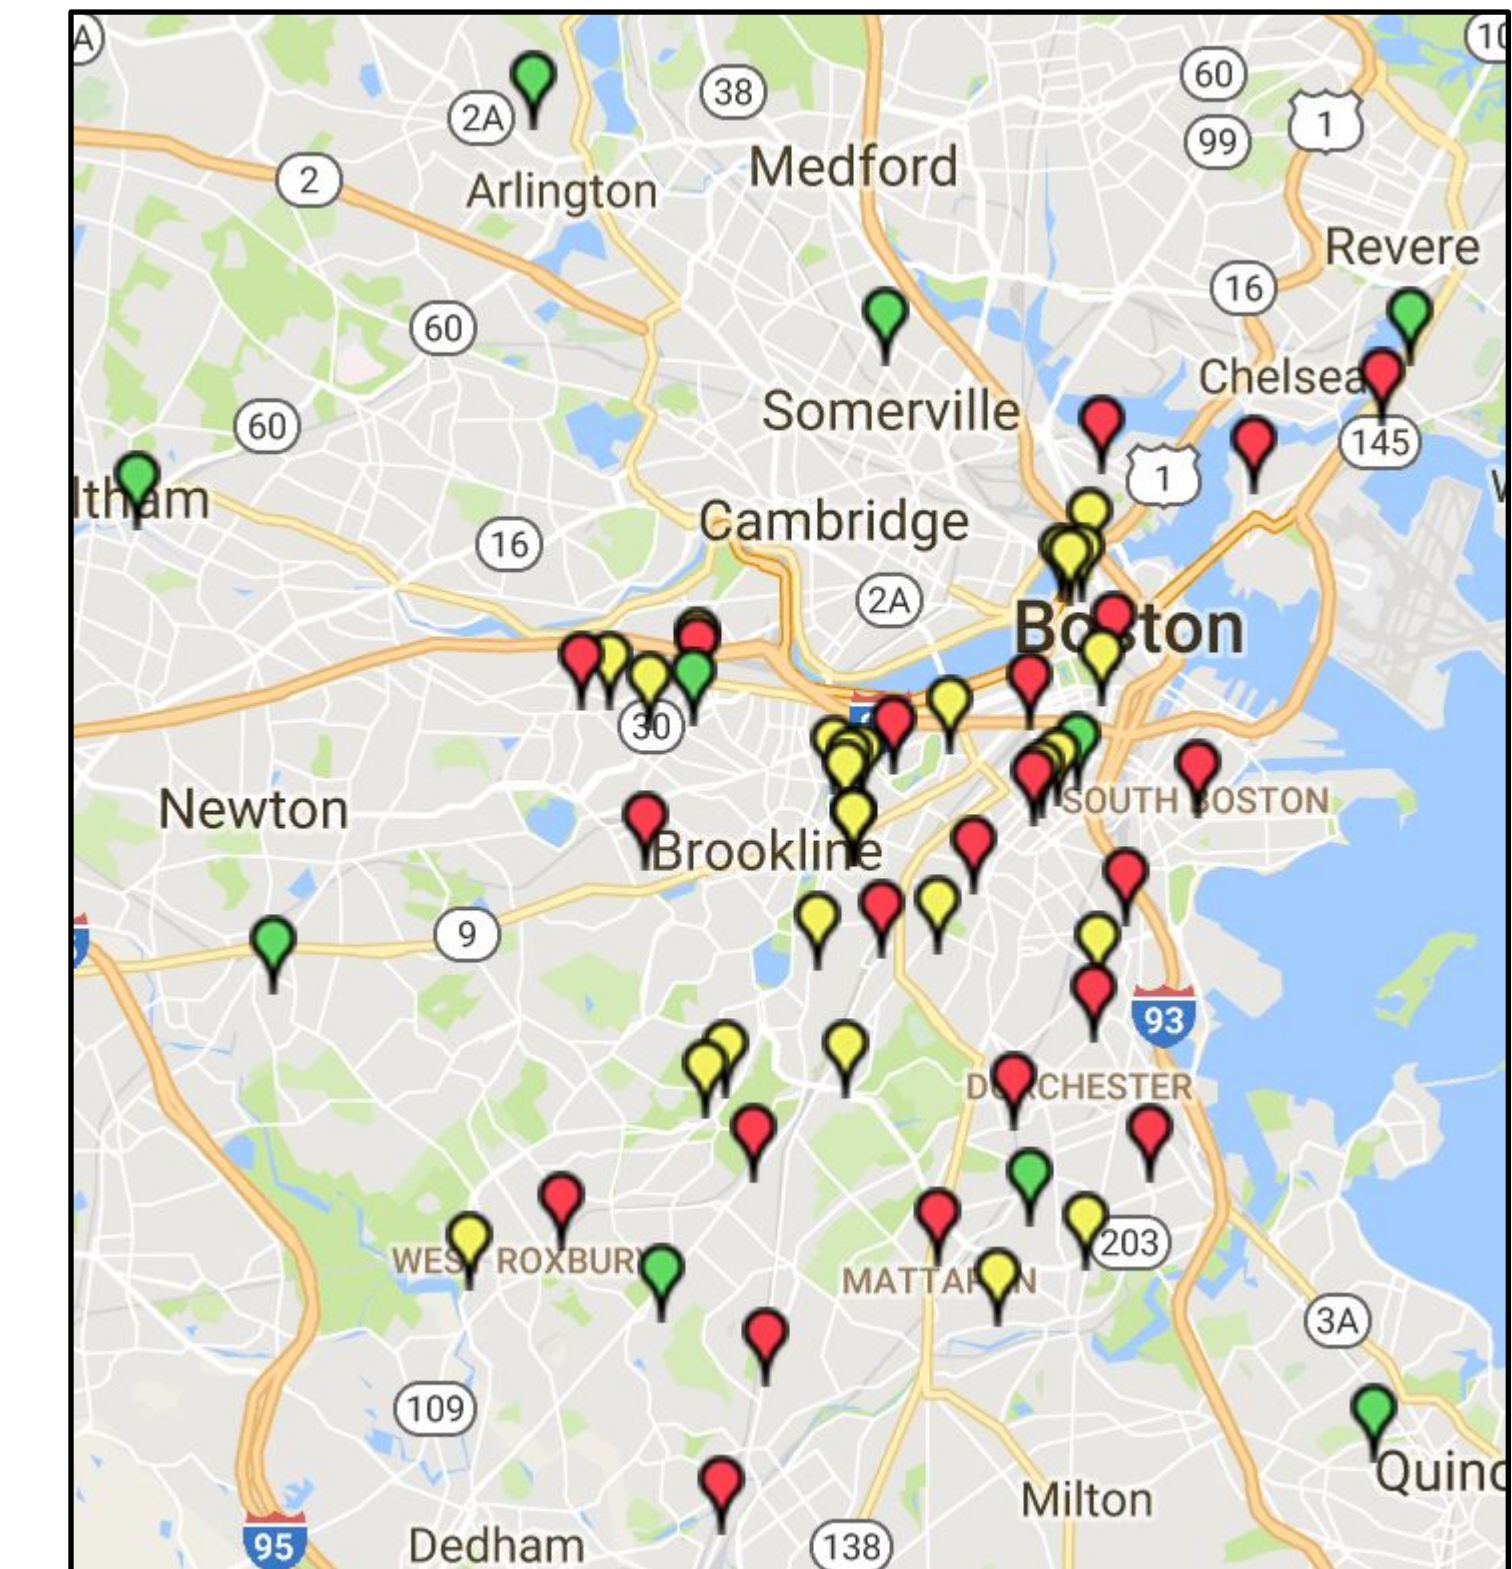 A
10
38
60
1
2A
99
Medford
2
Arlington
Revere
16
60
Chelsea
Somerville
60
145
1
ltham
Cambridge
16
2A
Boston
30
Newton
SOUTH BOSTON
Brookline
9
93
DORCHESTER
203
WEST ROXBURY
MATTAPAN
3A
109
Quinc
Milton
95
Dedham
138